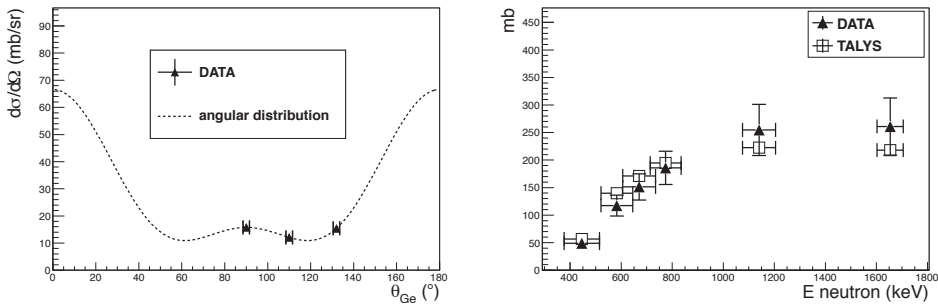 dσ/dΩ (mb/sr)
90
80
70
60
50
40
30
20
10
0
DATA
angular distribution
0 20 40 60 80 100 120 140 160 180
θGe (°)
mb
450
400
350
300
250
200
150
100
50
0
DATA
TALYS
400 600 800 1000 1200 1400 1600 1800
E neutron (keV)